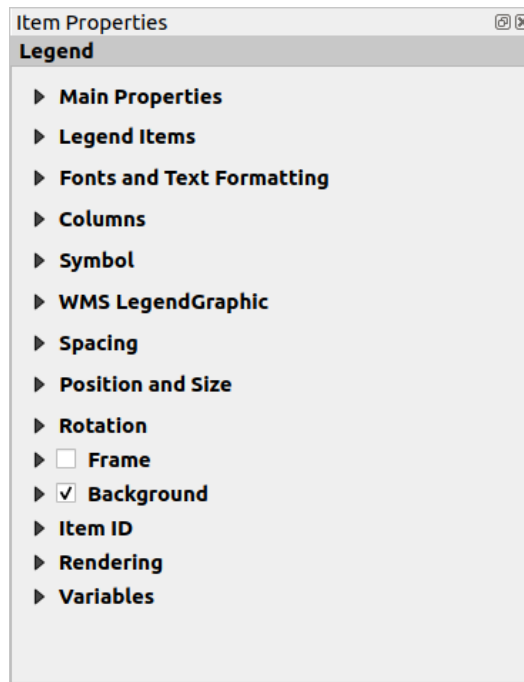 Item Properties
Legend
Main Properties
Legend Items
Fonts and Text Formatting
Columns
Symbol
WMS LegendGraphic
Spacing
Position and Size
Rotation
Frame
Background
Item ID
Rendering
Variables